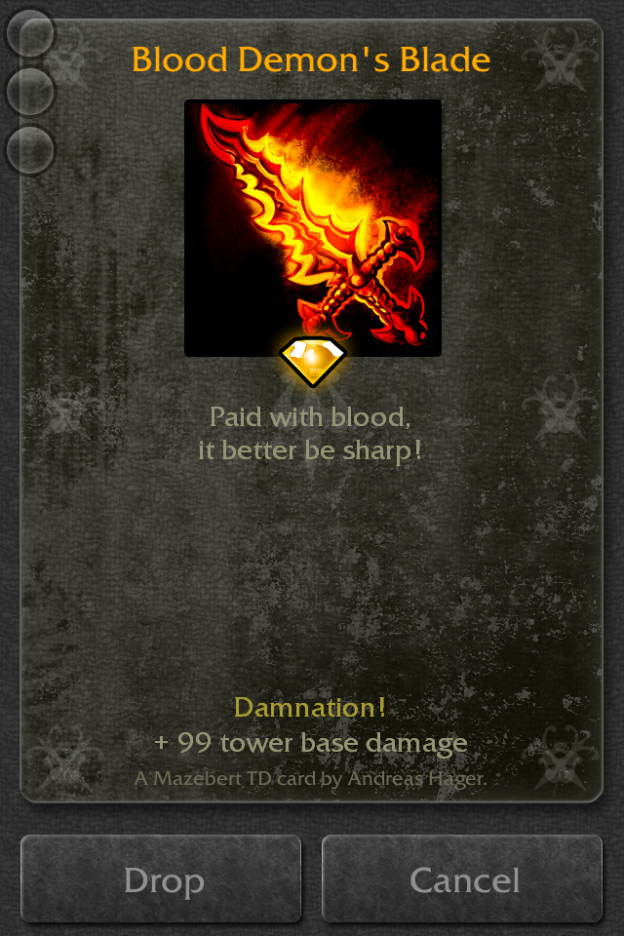 Blood Demon's Blade
Paid with blood,
it better be sharp!
Damnation!
+ 99 tower base damage
A Mazebert TD card by Andreas Hager.
Drop
Cancel